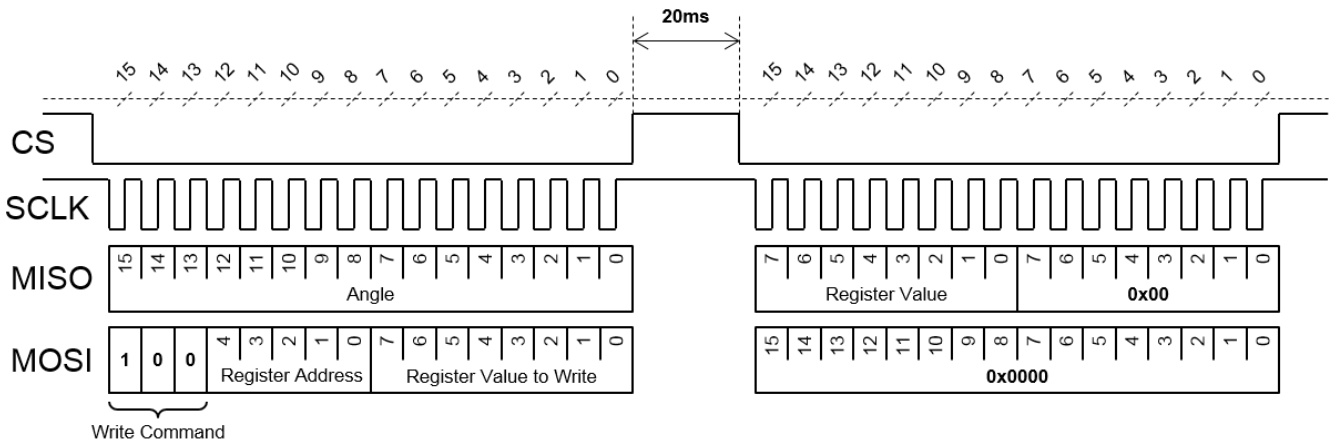 20ms
15 14 13 12 11 10 9 8 7 6 5 4 3 2 1 0 15 14 13 12 11 10 9 8 7 6 5 4 3 2 1 0
CS
SCLK
MISO 15 14 13 12 11 10 9 8 7 6 5 4 3 2 1 0 7 6 5 4 3 2 1 0 7 6 5 4 3 2 1 0
Angle Register Value 0x00
MOSI 1 0 0 4 3 2 1 0 7 6 5 4 3 2 1 0 15 14 13 12 11 10 9 8 7 6 5 4 3 2 1 0
Register Address Register Value to Write 0x0000
Write Command